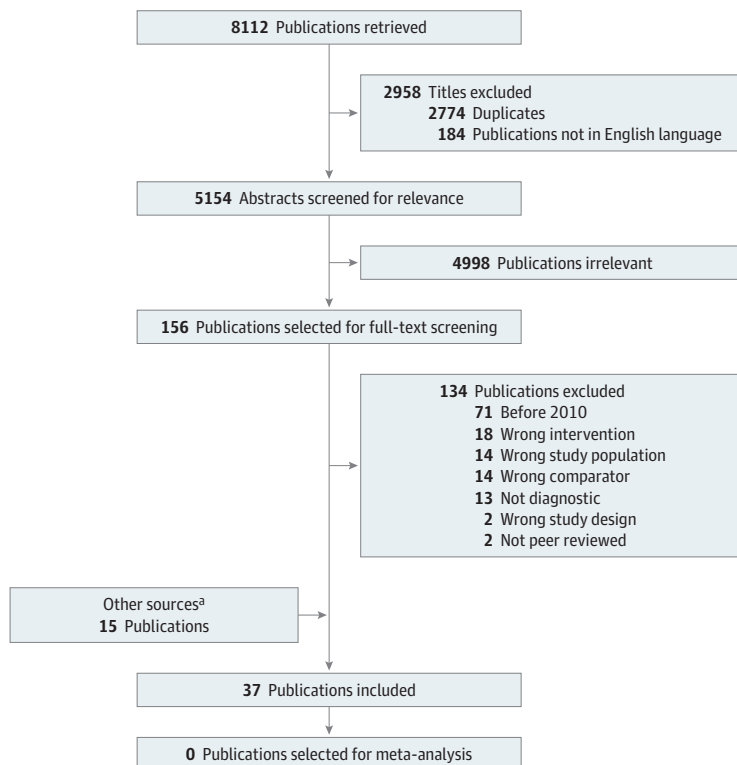 8112 Publications retrieved
2958 Titles excluded
2774 Duplicates
184 Publications not in English language
5154 Abstracts screened for relevance
4998 Publications irrelevant
156 Publications selected for full-text screening
134 Publications excluded
71 Before 2010
18 Wrong intervention
14 Wrong study population
14 Wrong comparator
13 Not diagnostic
2 Wrong study design
2 Not peer reviewed
Other sourcesa
15 Publications
37 Publications included
0 Publications selected for meta-analysis